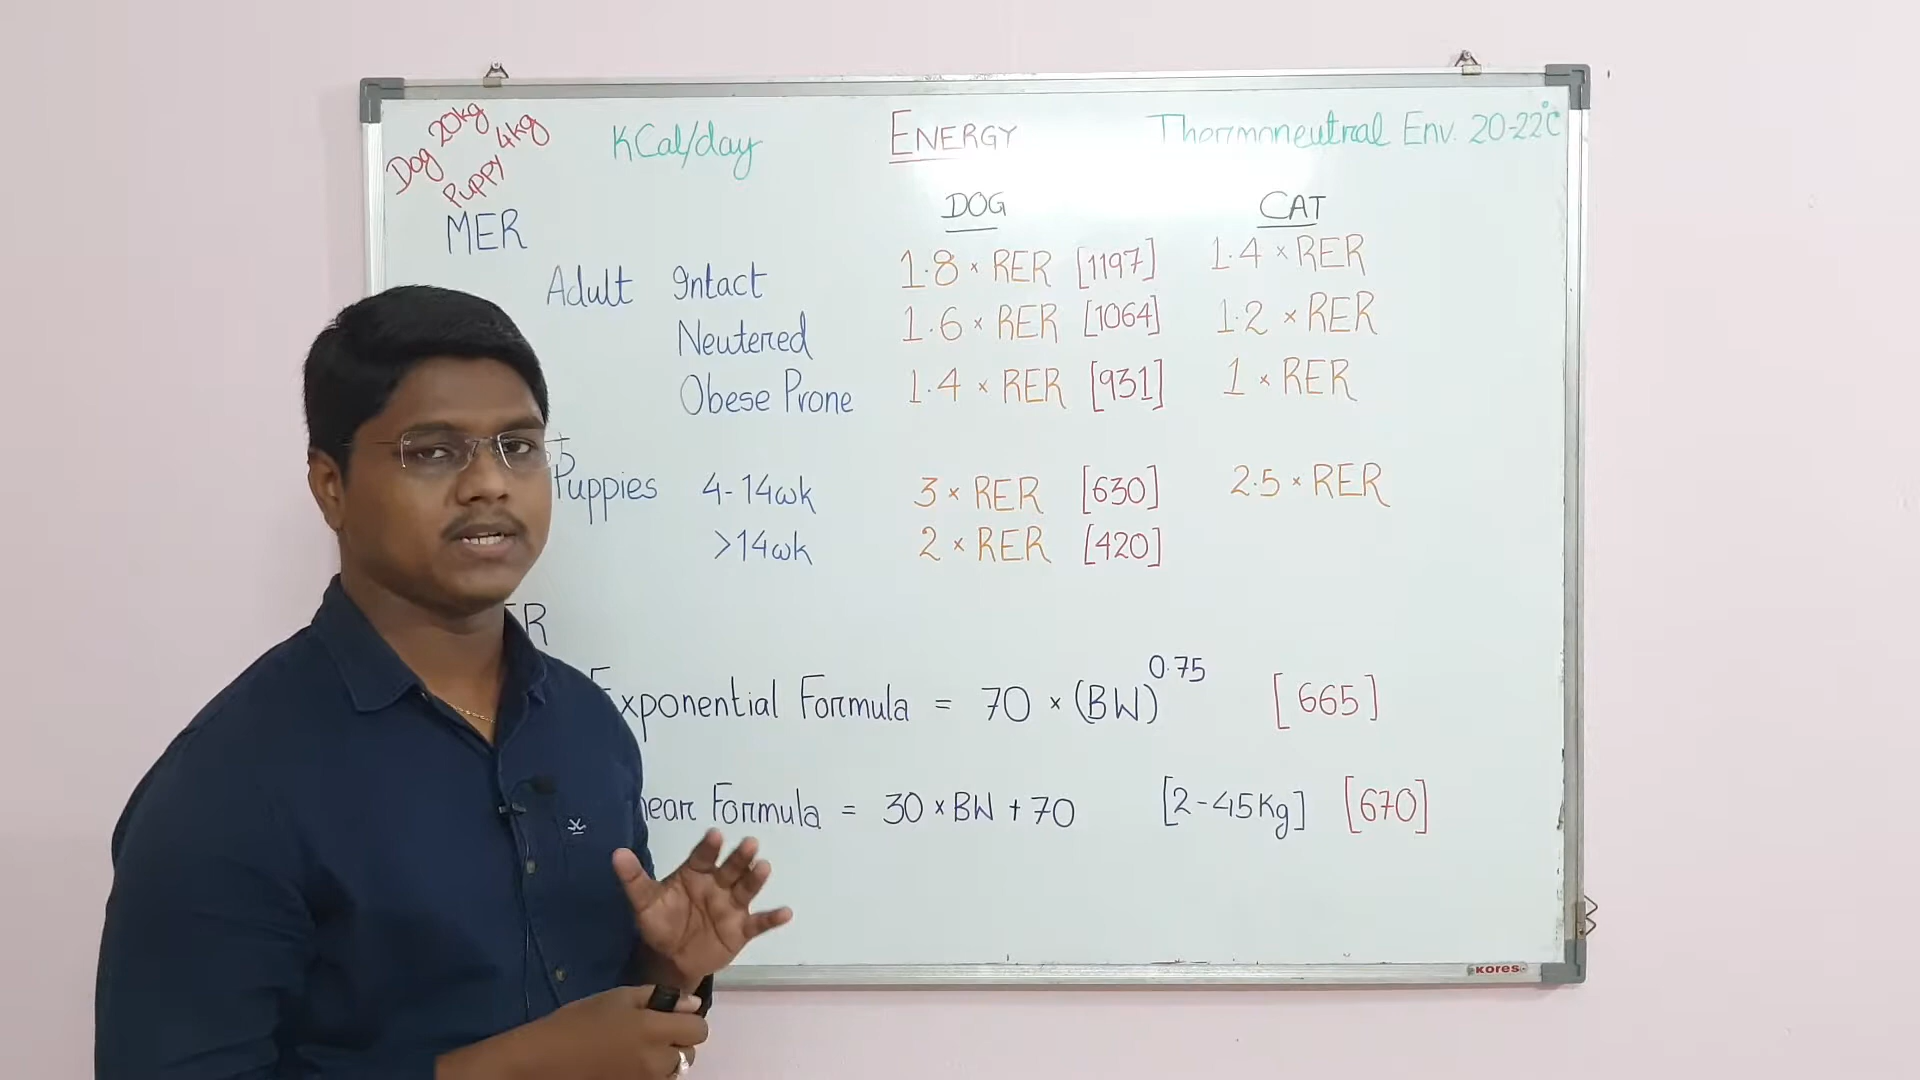 Dog 20kg
Puppy 4kg
KCal/day
ENERGY
Thermoneutral Env. 20-22°C
DOG
CAT
MER
Adult Intact 1.8 × RER [1197] 1.4 × RER
Neutered 1.6 × RER [1064] 1.2 × RER
Obese Prone 1.4 × RER [931] 1 × RER
Puppies 4-14wk 3 × RER [630] 2.5 × RER
>14wk 2 × RER [420]
ER
Exponential Formula = 70 × (BW)^0.75 [665]
near Formula = 30 × BW + 70 [2-45Kg] [670]
kores